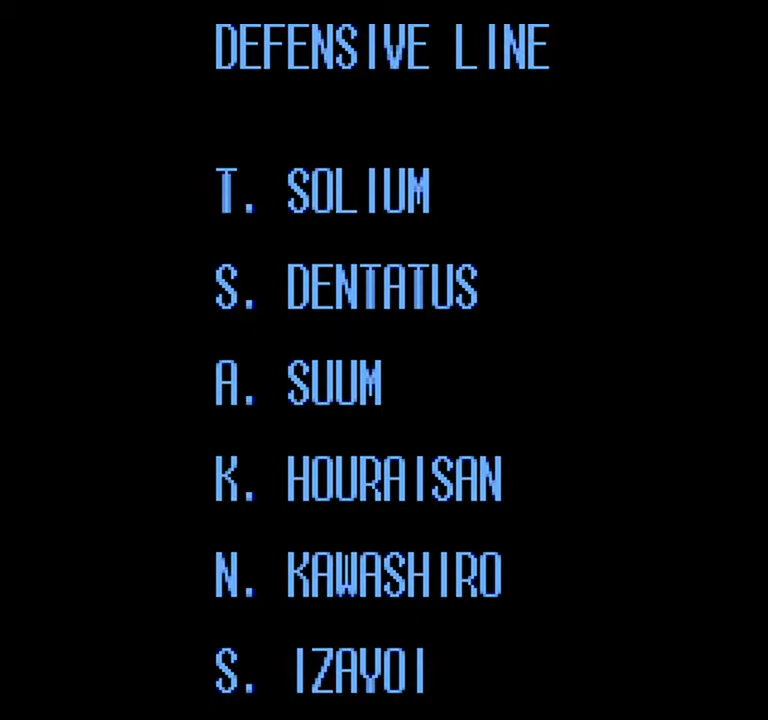 DEFENSIVE LINE
T. SOLIUM
S. DENTATUS
A. SUUM
K. HOURAISAN
N. KAWASHIRO
S. IZAYOI